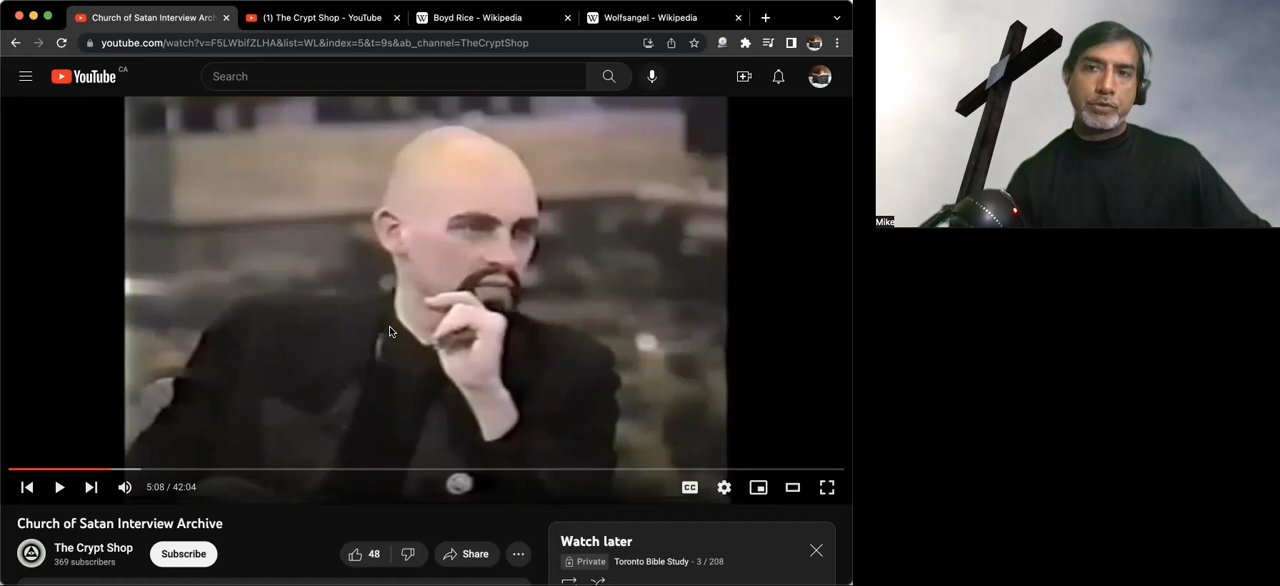 Church of Satan Interview Arch
(1) The Crypt Shop - YouTube
Boyd Rice - Wikipedia
Wolfsangel - Wikipedia
youtube.com/watch?v=F5LWbifZLHA&list=WL&index=5&t=9s&ab_channel=TheCryptShop
YouTube CA
Search
Mike
5:08 / 42:04
CC
Church of Satan Interview Archive
The Crypt Shop
369 subscribers
Subscribe
48
Share
Watch later
Private
Toronto Bible Study - 3 / 208